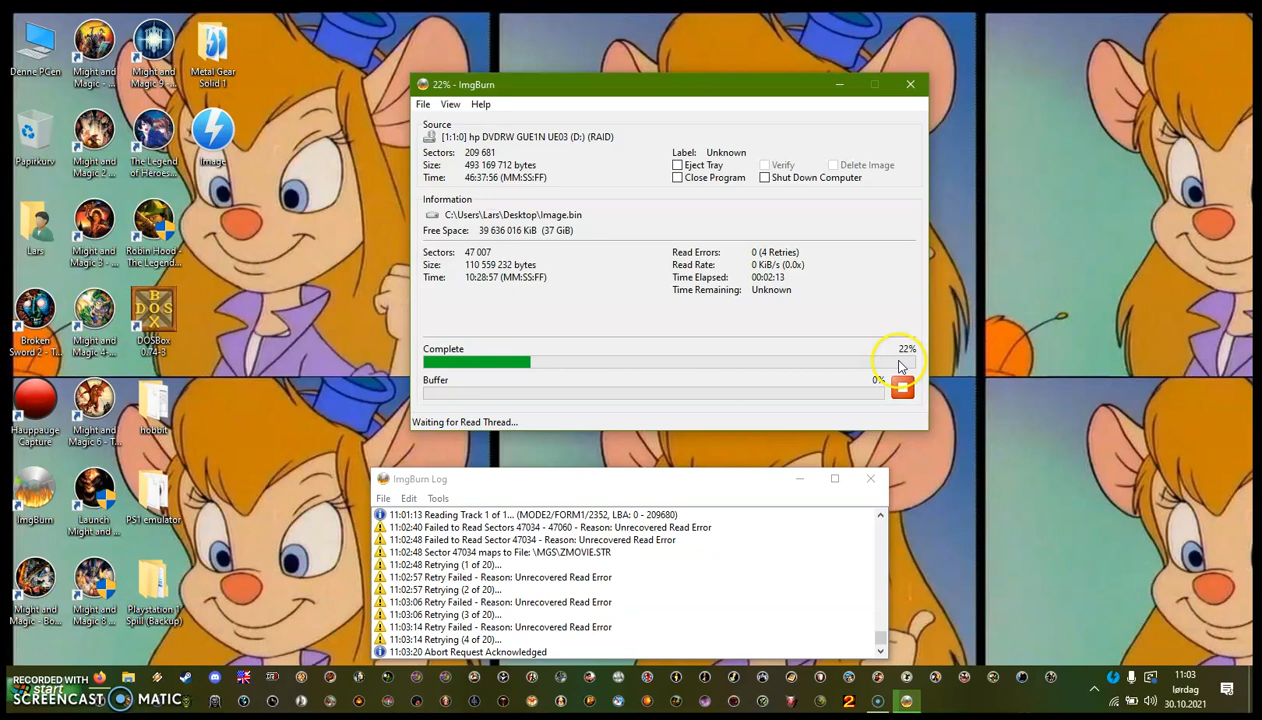 Denne PCen
Might and Magic - ...
Might and Magic 9 -...
Metal Gear Solid 1
Papirkurv
Might and Magic 2 ...
The Legend of Heroes...
Image
Lars
Might and Magic 3 - ...
Robin Hood - The Legend...
Broken Sword 2 - T...
Might and Magic 4-...
BOX
DOS
DOSBox 0.74-3
Hauppauge Capture
Might and Magic 6 - T...
hobbit
ImgBurn
Launch Might and ...
PS1 emulator
Might and Magic - Bo...
Might and Magic 8 ...
Playstation 1 Spill (Backup)
22% - ImgBurn
File View Help
Source
[1:1:0] hp DVDRW GUE1N UE03 (D:) (RAID)
Sectors: 209 681
Label: Unknown
Size: 493 169 712 bytes
Eject Tray Verify Delete Image
Time: 46:37:56 (MM:SS:FF)
Close Program Shut Down Computer
Information
C:\Users\Lars\Desktop\Image.bin
Free Space: 39 636 016 KiB (37 GiB)
Sectors: 47 007
Read Errors: 0 (4 Retries)
Size: 110 559 232 bytes
Read Rate: 0 KiB/s (0.0x)
Time: 10:28:57 (MM:SS:FF)
Time Elapsed: 00:02:13
Time Remaining: Unknown
Complete 22%
Buffer 0%
Waiting for Read Thread...
ImgBurn Log
File Edit Tools
11:01:13 Reading Track 1 of 1... (MODE2/FORM1/2352, LBA: 0 - 209680)
11:02:40 Failed to Read Sectors 47034 - 47060 - Reason: Unrecovered Read Error
11:02:48 Failed to Read Sector 47034 - Reason: Unrecovered Read Error
11:02:48 Sector 47034 maps to File: \MGS\ZMOVIE.STR
11:02:48 Retrying (1 of 20)...
11:02:57 Retry Failed - Reason: Unrecovered Read Error
11:02:57 Retrying (2 of 20)...
11:03:06 Retry Failed - Reason: Unrecovered Read Error
11:03:06 Retrying (3 of 20)...
11:03:14 Retry Failed - Reason: Unrecovered Read Error
11:03:14 Retrying (4 of 20)...
11:03:20 Abort Request Acknowledged
RECORDED WITH
start
SCREENCAST MATIC
11:03
lørdag
30.10.2021